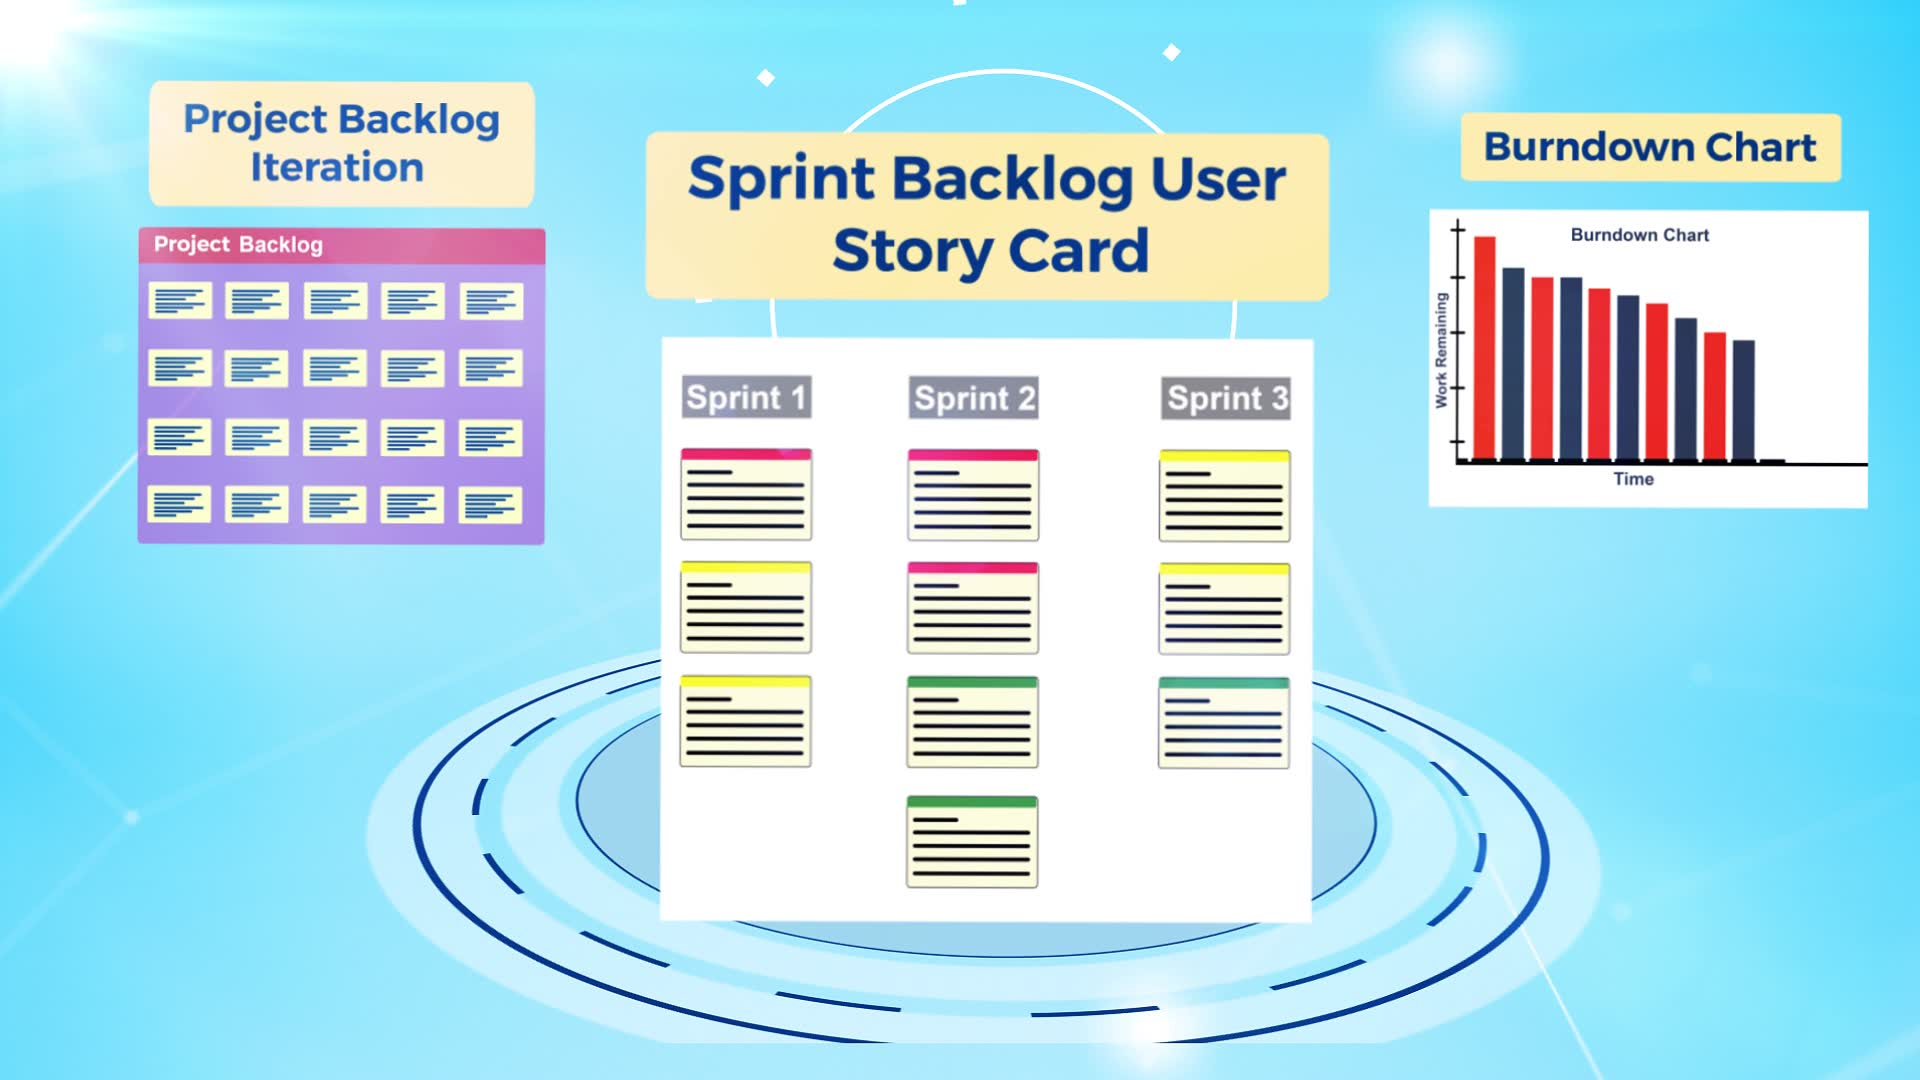 Project Backlog
Iteration
Project Backlog
Sprint Backlog User
Story Card
Sprint 1
Sprint 2
Sprint 3
Burndown Chart
Burndown Chart
Work Remaining
Time